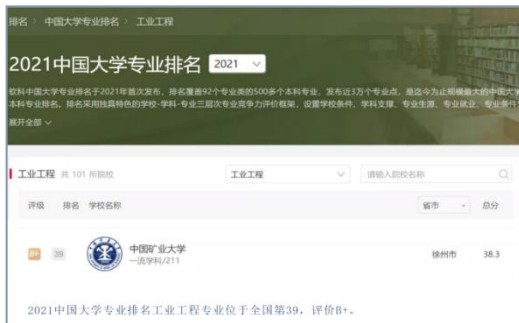 排名 > 中国大学专业排名 > 工业工程
2021中国大学专业排名 2021
软科中国大学专业排名于2021年首次发布，排名覆盖92个专业类的500多个本科专业，发布近3万个专业点，是迄今为止规模最大的中国大学
本科专业排名。排名采用独具特色的学校-学科-专业三层次专业竞争力评价框架，设置学校条件、学科支撑、专业生源、专业就业、专业条件
展开全部
工业工程 共 101 所院校 工业工程 请输入院校名称
评级 排名 学校名称 省市 总分
B+ 39 中国矿业大学 徐州市 38.3
一流学科/211
2021中国大学专业排名工业工程专业位于全国第39，评价B+。